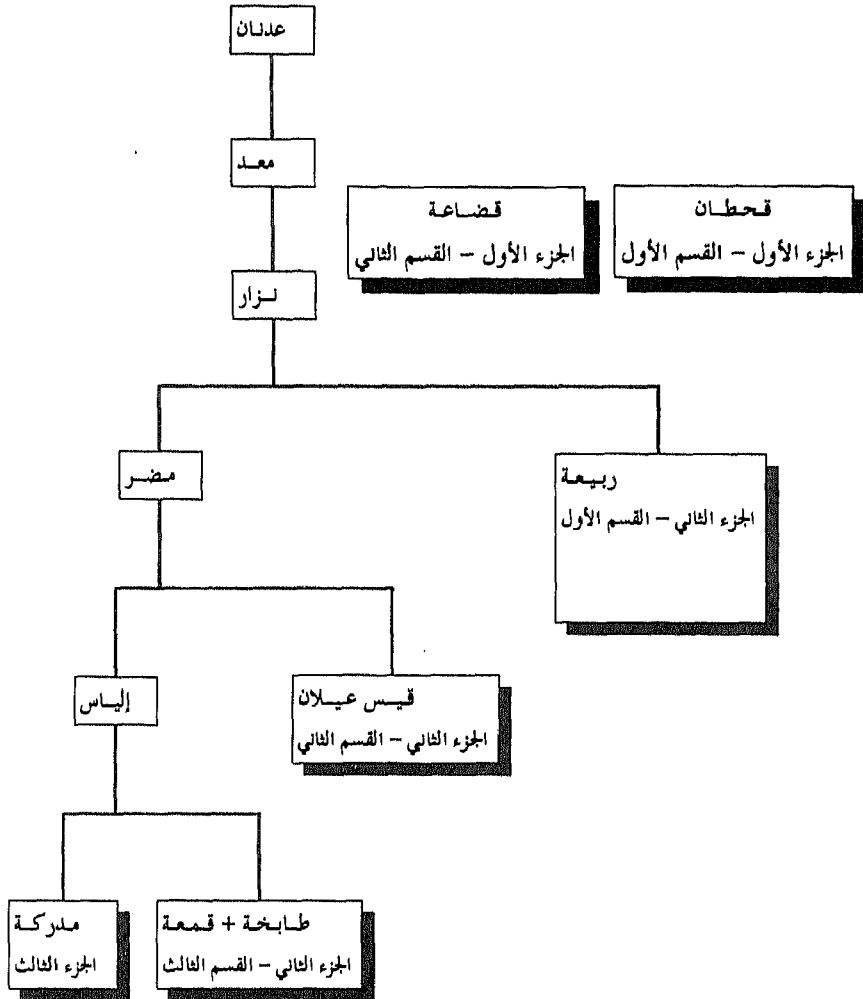 عدنان
معد
قحطان
الجزء الأول – القسم الأول
قضاعة
الجزء الأول – القسم الثاني
نزار
ربيعة
الجزء الثاني – القسم الأول
مضر
قيس عيلان
الجزء الثاني – القسم الثاني
إلياس
طابخة + قمعة
الجزء الثاني – القسم الثالث
مدركة
الجزء الثالث